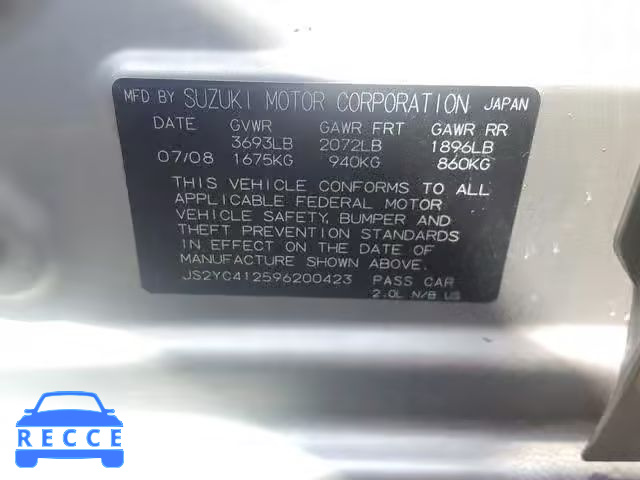 MFD BY SUZUKI MOTOR CORPORATION JAPAN
DATE GVWR GAWR FRT GAWR RR
3693LB 2072LB 1896LB
07/08 1675KG 940KG 860KG
THIS VEHICLE CONFORMS TO ALL
APPLICABLE FEDERAL MOTOR
VEHICLE SAFETY, BUMPER AND
THEFT PREVENTION STANDARDS
IN EFFECT ON THE DATE OF
MANUFACTURE SHOWN ABOVE.
JS2YC412596200423 PASS CAR
2.0L N/B US
RECCE